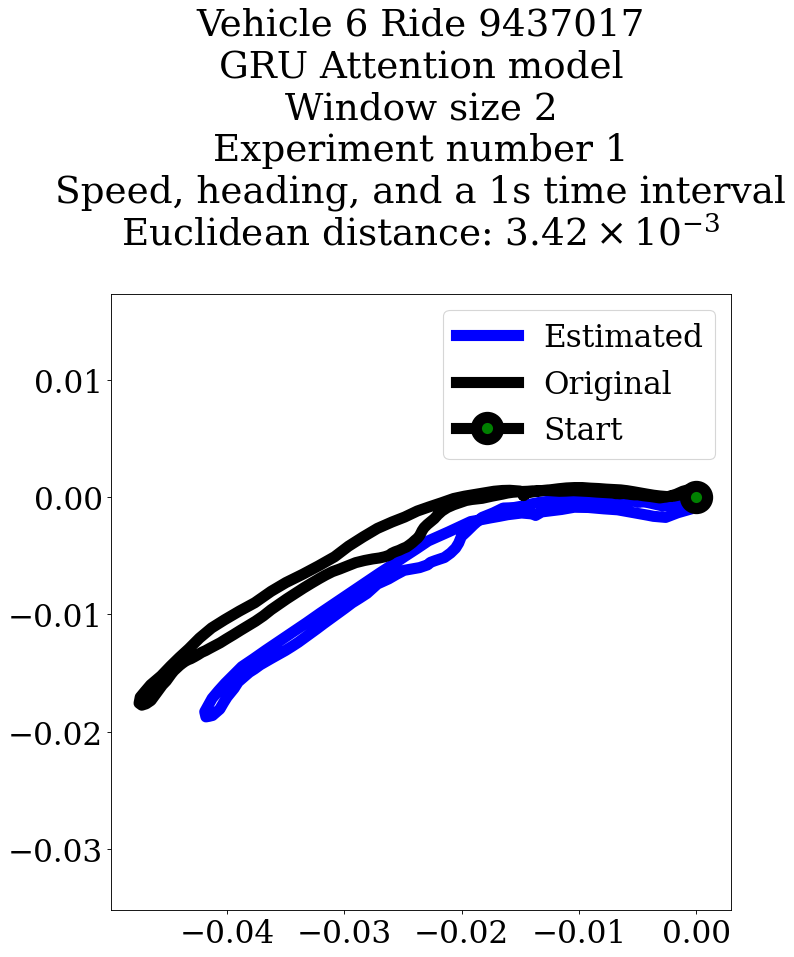 Vehicle 6 Ride 9437017
GRU Attention model
Window size 2
Experiment number 1
Speed, heading, and a 1s time interval
Euclidean distance: 3.42 × 10⁻³
Estimated
Original
Start
0.01
0.00
−0.01
−0.02
−0.03
−0.04 −0.03 −0.02 −0.01 0.00